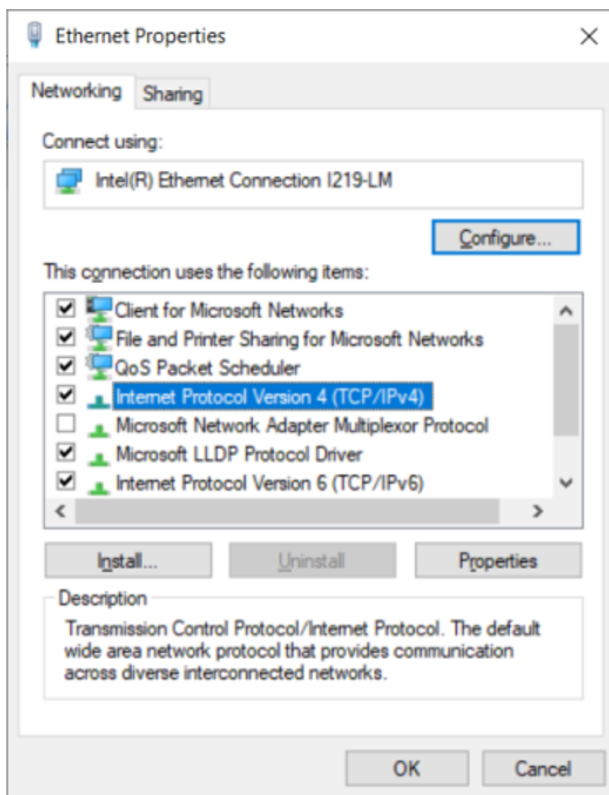 Ethernet Properties
Networking
Sharing
Connect using:
Intel(R) Ethernet Connection I219-LM
Configure...
This connection uses the following items:
Client for Microsoft Networks
File and Printer Sharing for Microsoft Networks
QoS Packet Scheduler
Internet Protocol Version 4 (TCP/IPv4)
Microsoft Network Adapter Multiplexor Protocol
Microsoft LLDP Protocol Driver
Internet Protocol Version 6 (TCP/IPv6)
Install...
Uninstall
Properties
Description
Transmission Control Protocol/Internet Protocol. The default
wide area network protocol that provides communication
across diverse interconnected networks.
OK
Cancel